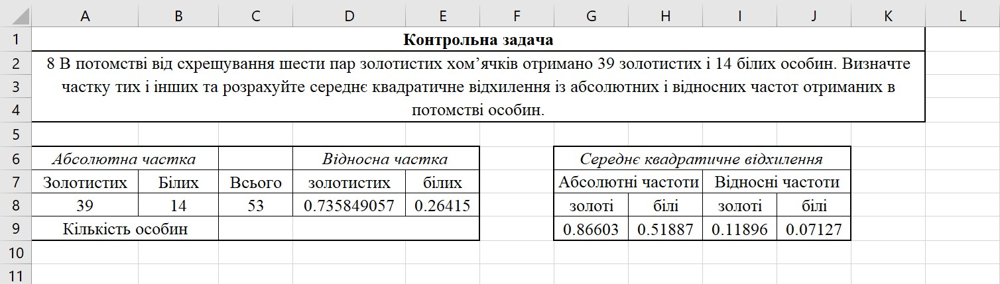 A B C D E F G H I J K L
1 Контрольна задача
2 8 В потомстві від схрещування шести пар золотистих хом’ячків отримано 39 золотистих і 14 білих особин. Визначте
3 частку тих і інших та розрахуйте середнє квадратичне відхилення із абсолютних і відносних частот отриманих в
4 потомстві особин.
5
6 Абсолютна частка Відносна частка Середнє квадратичне відхилення
7 Золотистих Білих Всього золотистих білих Абсолютні частоти Відносні частоти
8 39 14 53 0.735849057 0.26415 золоті білі золоті білі
9 Кількість особин 0.86603 0.51887 0.11896 0.07127
10
11